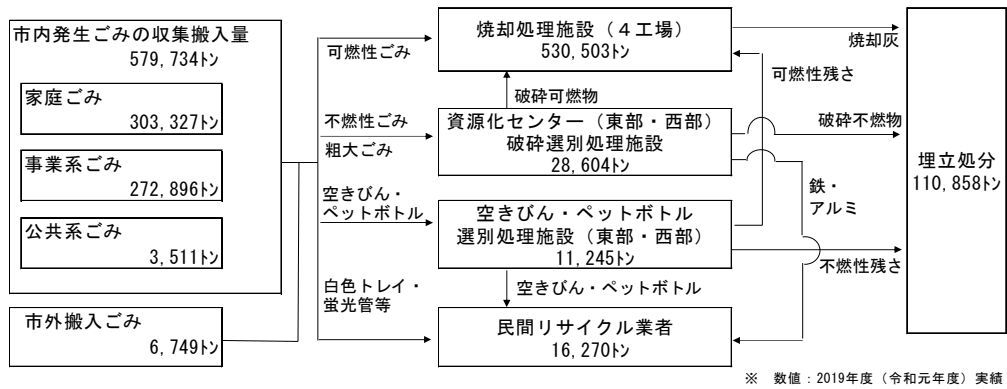 市内発生ごみの収集搬入量
579,734㌧
家庭ごみ
303,327㌧
事業系ごみ
272,896㌧
公共系ごみ
3,511㌧
市外搬入ごみ
6,749㌧
可燃性ごみ
不燃性ごみ
粗大ごみ
空きびん・
ペットボトル
白色トレイ・
蛍光管等
焼却処理施設(4工場)
530,503㌧
破砕可燃物
資源化センター(東部・西部)
破砕選別処理施設
28,604㌧
空きびん・ペットボトル
選別処理施設(東部・西部)
11,245㌧
空きびん・ペットボトル
民間リサイクル業者
16,270㌧
焼却灰
可燃性残さ
破砕不燃物
鉄・
アルミ
不燃性残さ
埋立処分
110,858㌧
※ 数値:2019年度(令和元年度)実績